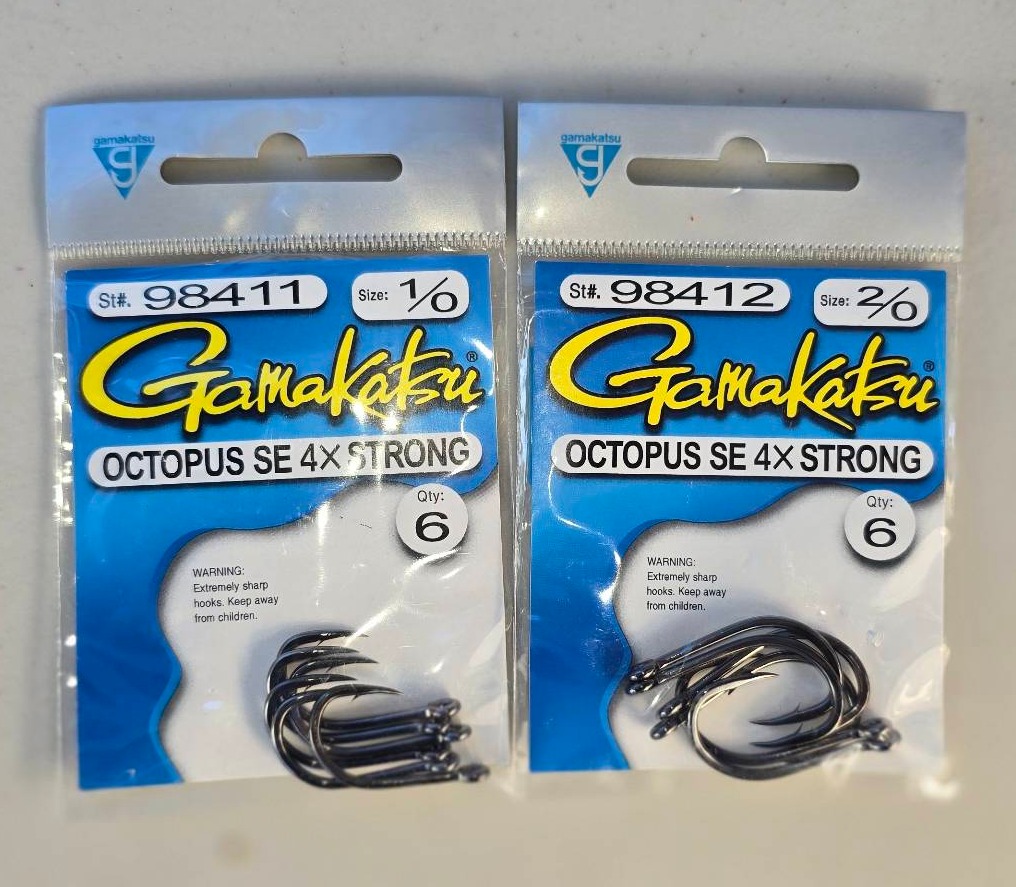 gamakatsu
g
St#. 98411
Size: 1/0
Gamakatsu®
OCTOPUS SE 4X STRONG
Qty:
6
WARNING:
Extremely sharp
hooks. Keep away
from children.
gamakatsu
g
St#. 98412
Size: 2/0
Gamakatsu®
OCTOPUS SE 4X STRONG
Qty:
6
WARNING:
Extremely sharp
hooks. Keep away
from children.